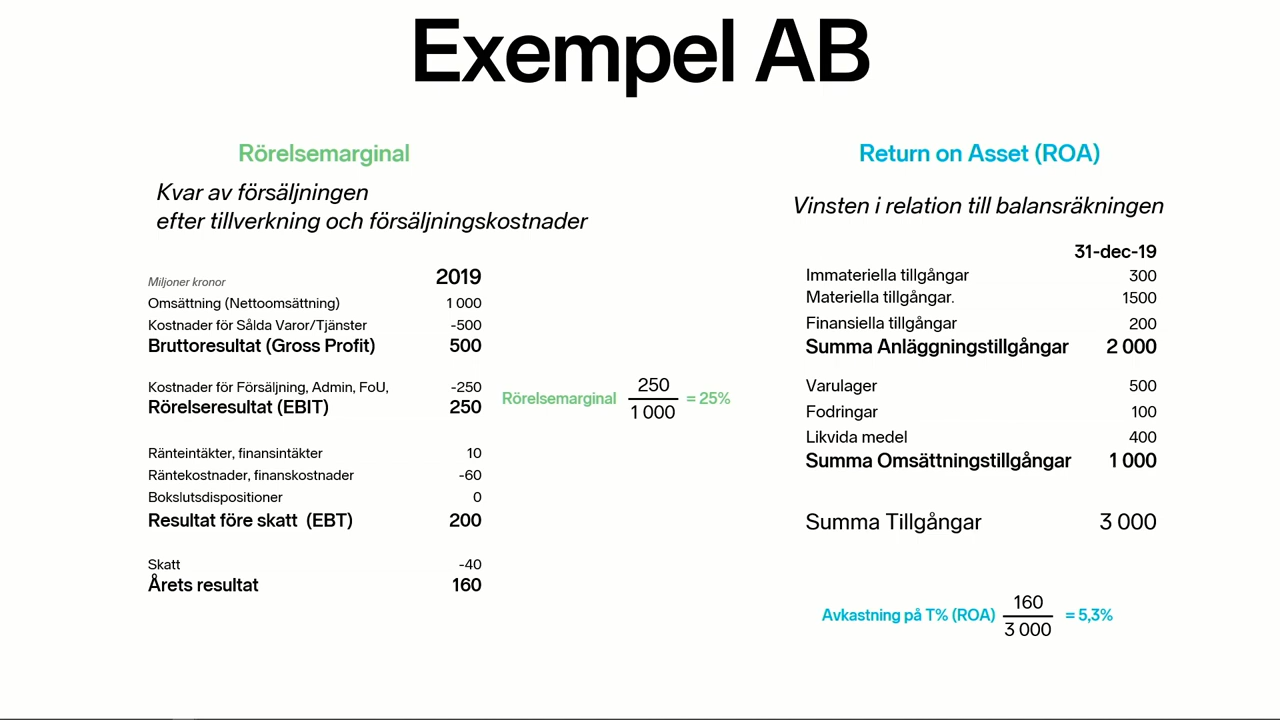 Exempel AB
Rörelsemarginal
Kvar av försäljningen
efter tillverkning och försäljningskostnader
Miljoner kronor 2019
Omsättning (Nettoomsättning) 1 000
Kostnader för Sålda Varor/Tjänster -500
Bruttoresultat (Gross Profit) 500
Kostnader för Försäljning, Admin, FoU, -250
Rörelseresultat (EBIT) 250
Rörelsemarginal 250 / 1 000 = 25%
Ränteintäkter, finansintäkter 10
Räntekostnader, finanskostnader -60
Bokslutsdispositioner 0
Resultat före skatt (EBT) 200
Skatt -40
Årets resultat 160
Return on Asset (ROA)
Vinsten i relation till balansräkningen
31-dec-19
Immateriella tillgångar 300
Materiella tillgångar. 1500
Finansiella tillgångar 200
Summa Anläggningstillgångar 2 000
Varulager 500
Fodringar 100
Likvida medel 400
Summa Omsättningstillgångar 1 000
Summa Tillgångar 3 000
Avkastning på T% (ROA) 160 / 3 000 = 5,3%